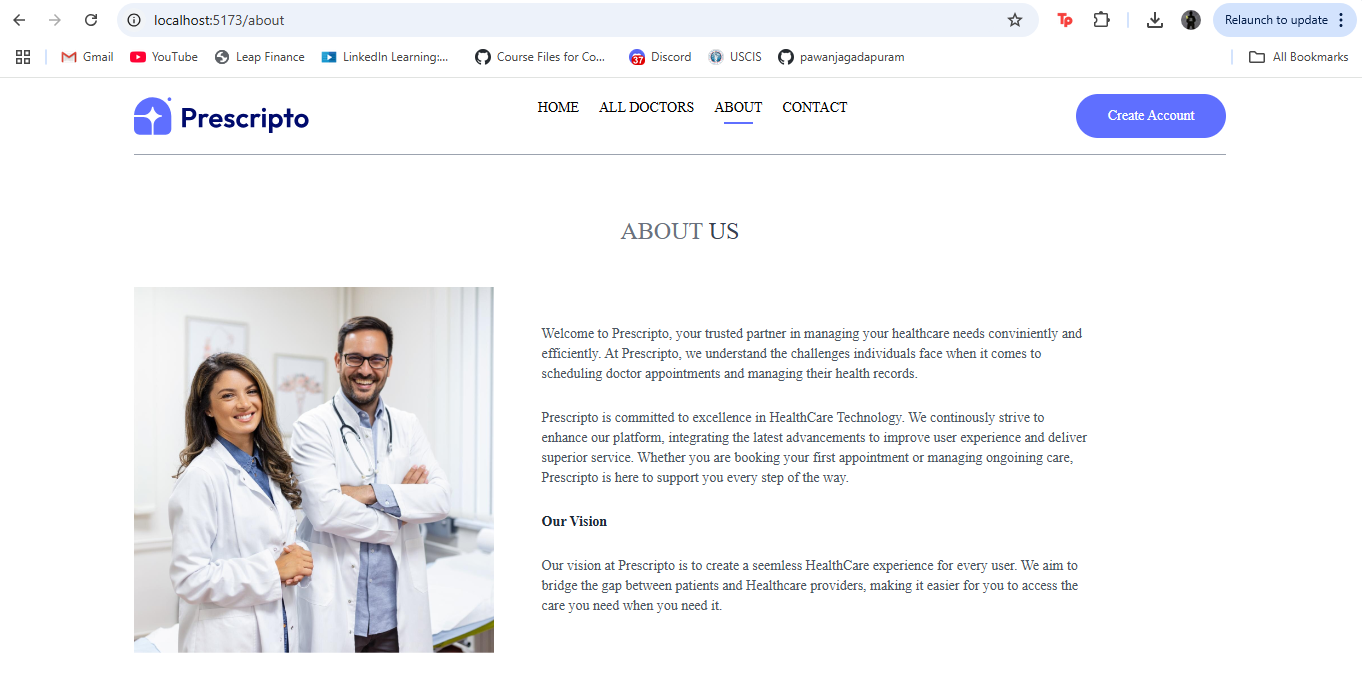 localhost:5173/about
Tp
Relaunch to update
Gmail
YouTube
Leap Finance
LinkedIn Learning:...
Course Files for Co...
37
Discord
USCIS
pawanjagadapuram
All Bookmarks
Prescripto
HOME
ALL DOCTORS
ABOUT
CONTACT
Create Account
ABOUT US
Welcome to Prescripto, your trusted partner in managing your healthcare needs conviniently and
efficiently. At Prescripto, we understand the challenges individuals face when it comes to
scheduling doctor appointments and managing their health records.
Prescripto is committed to excellence in HealthCare Technology. We continously strive to
enhance our platform, integrating the latest advancements to improve user experience and deliver
superior service. Whether you are booking your first appointment or managing ongoining care,
Prescripto is here to support you every step of the way.
Our Vision
Our vision at Prescripto is to create a seemless HealthCare experience for every user. We aim to
bridge the gap between patients and Healthcare providers, making it easier for you to access the
care you need when you need it.